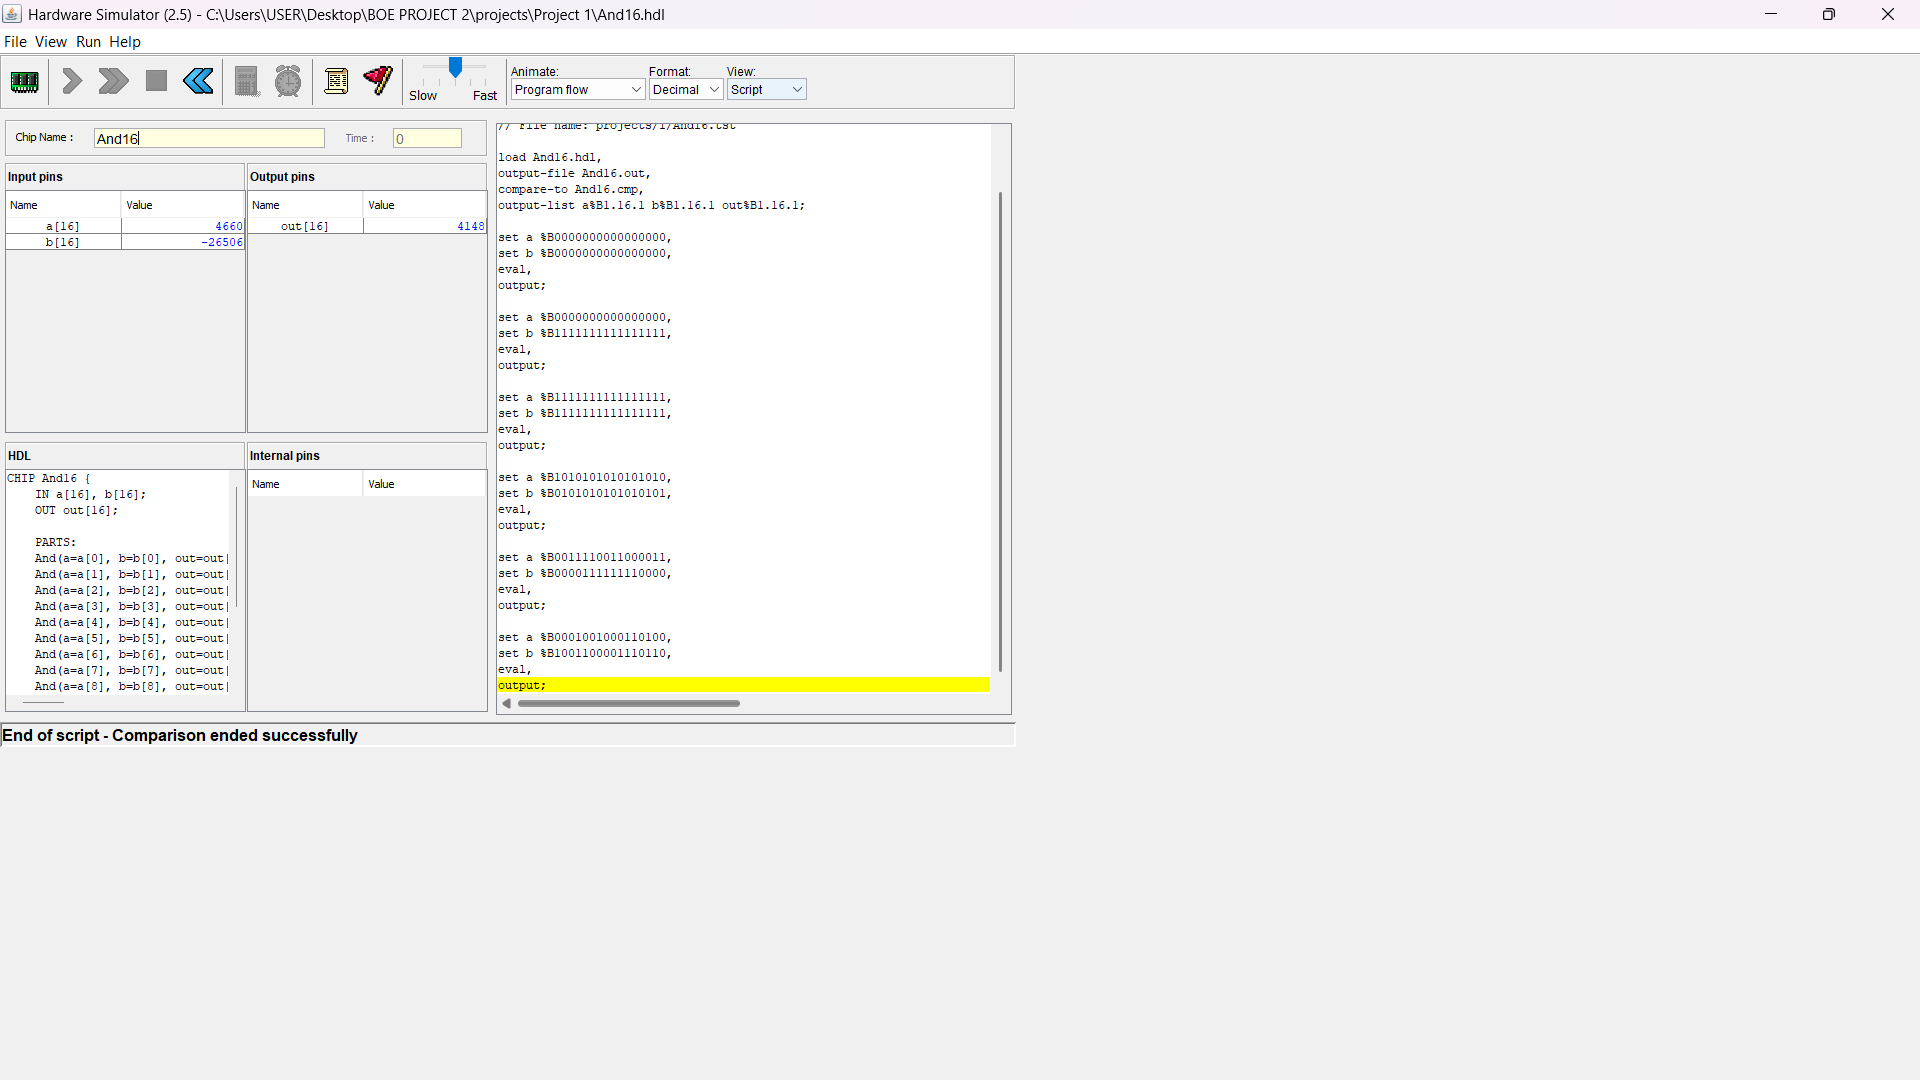 Hardware Simulator (2.5) - C:\Users\USER\Desktop\BOE PROJECT 2\projects\Project 1\And16.hdl
File View Run Help
Slow Fast
Animate: Format: View:
Program flow Decimal Script
Chip Name : And16 Time : 0
Input pins
Name Value
a[16] 4660
b[16] -26506
Output pins
Name Value
out[16] 4148
HDL
CHIP And16 {
IN a[16], b[16];
OUT out[16];
PARTS:
And(a=a[0], b=b[0], out=out[
And(a=a[1], b=b[1], out=out[
And(a=a[2], b=b[2], out=out[
And(a=a[3], b=b[3], out=out[
And(a=a[4], b=b[4], out=out[
And(a=a[5], b=b[5], out=out[
And(a=a[6], b=b[6], out=out[
And(a=a[7], b=b[7], out=out[
And(a=a[8], b=b[8], out=out[
Internal pins
Name Value
// File name: projects/1/And16.tst
load And16.hdl,
output-file And16.out,
compare-to And16.cmp,
output-list a%B1.16.1 b%B1.16.1 out%B1.16.1;
set a %B0000000000000000,
set b %B0000000000000000,
eval,
output;
set a %B0000000000000000,
set b %B1111111111111111,
eval,
output;
set a %B1111111111111111,
set b %B1111111111111111,
eval,
output;
set a %B1010101010101010,
set b %B0101010101010101,
eval,
output;
set a %B0011110011000011,
set b %B0000111111110000,
eval,
output;
set a %B0001001000110100,
set b %B1001100001110110,
eval,
output;
End of script - Comparison ended successfully